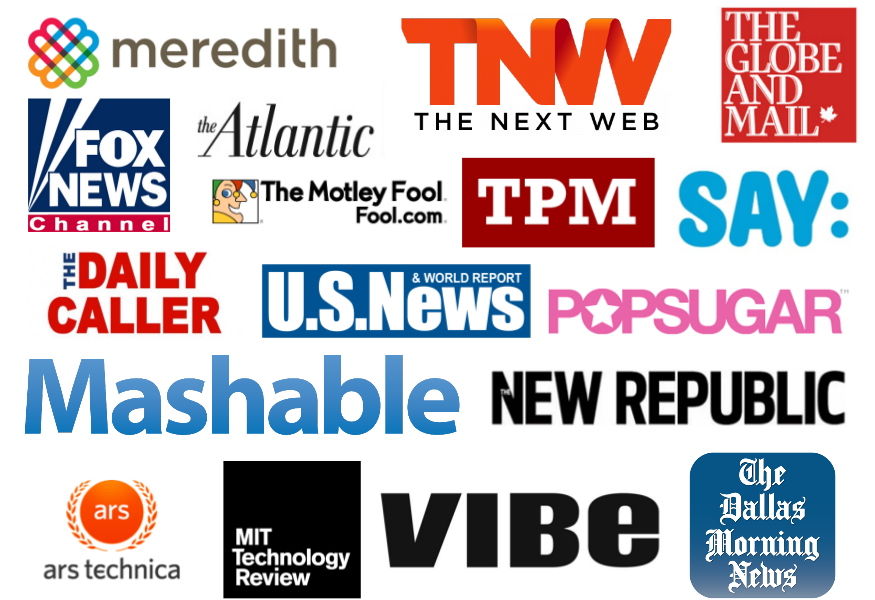 meredith
TNW
THE NEXT WEB
THE
GLOBE
AND
MAIL
FOX
NEWS
Channel
the Atlantic
The Motley Fool.
Fool.com.
TPM
SAY:
THE DAILY
CALLER
U.S.News
& WORLD REPORT
POPSUGAR™
Mashable
THE NEW REPUBLIC
ars
ars technica
MIT
Technology
Review
VIBe
The
Dallas
Morning
News